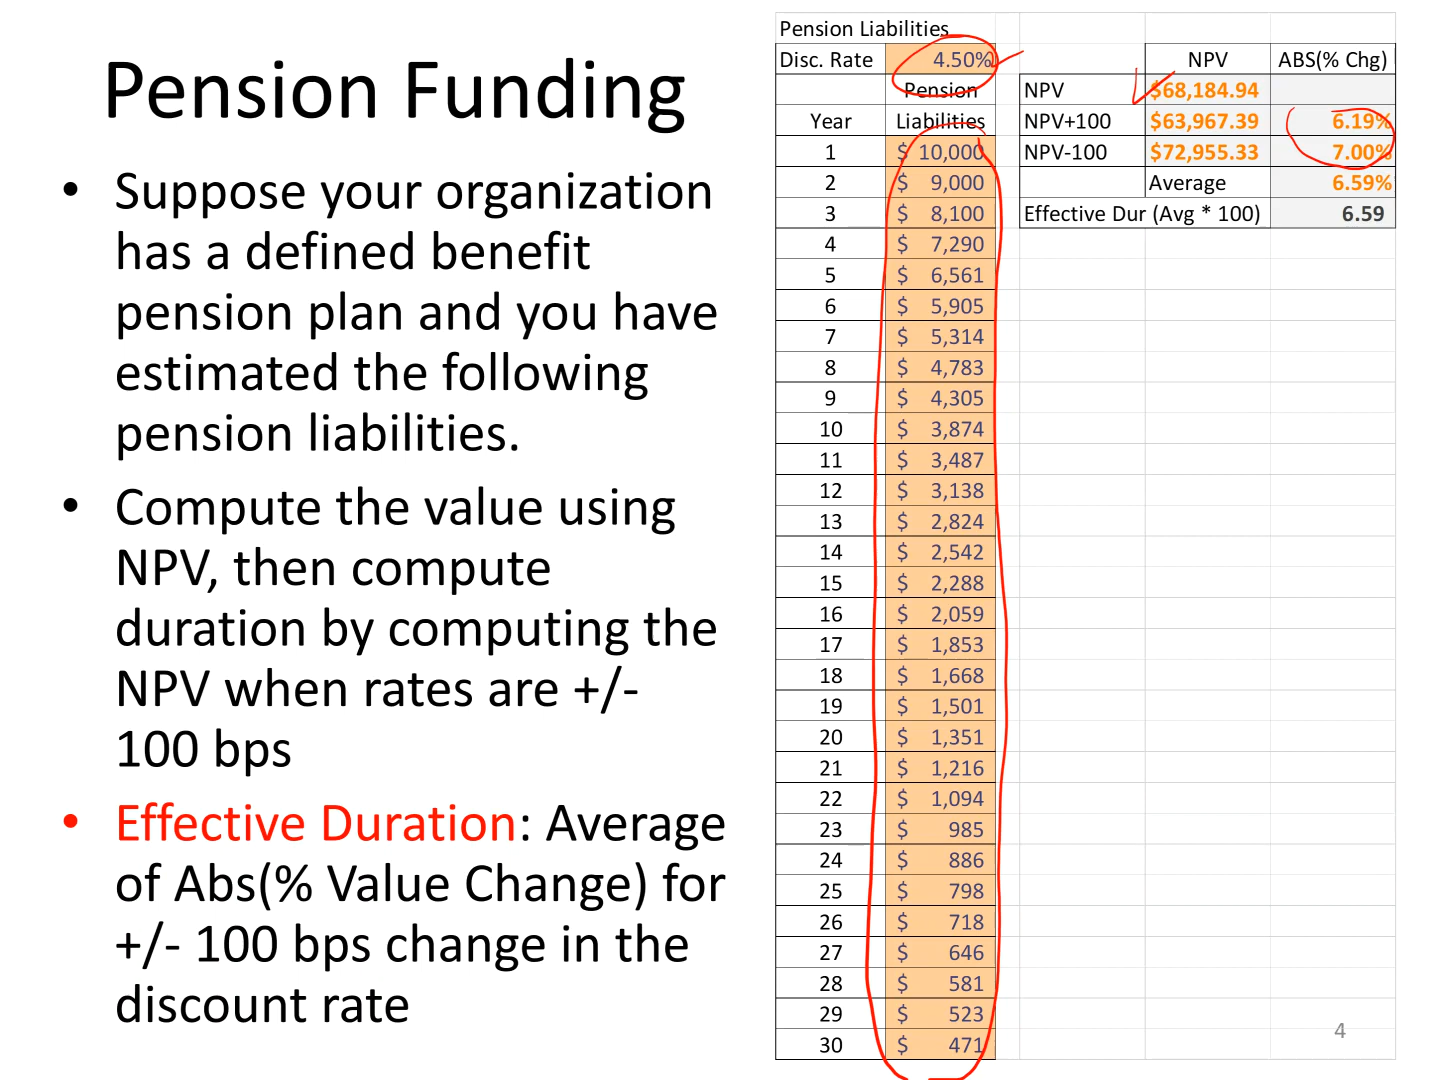 Pension Funding
• Suppose your organization
has a defined benefit
pension plan and you have
estimated the following
pension liabilities.
• Compute the value using
NPV, then compute
duration by computing the
NPV when rates are +/-
100 bps
• Effective Duration: Average
of Abs(% Value Change) for
+/- 100 bps change in the
discount rate
Pension Liabilities
Disc. Rate 4.50%
Pension
Year Liabilities
1 $ 10,000
2 $ 9,000
3 $ 8,100
4 $ 7,290
5 $ 6,561
6 $ 5,905
7 $ 5,314
8 $ 4,783
9 $ 4,305
10 $ 3,874
11 $ 3,487
12 $ 3,138
13 $ 2,824
14 $ 2,542
15 $ 2,288
16 $ 2,059
17 $ 1,853
18 $ 1,668
19 $ 1,501
20 $ 1,351
21 $ 1,216
22 $ 1,094
23 $ 985
24 $ 886
25 $ 798
26 $ 718
27 $ 646
28 $ 581
29 $ 523
30 $ 471
NPV ABS(% Chg)
NPV $68,184.94
NPV+100 $63,967.39 6.19%
NPV-100 $72,955.33 7.00%
Average 6.59%
Effective Dur (Avg * 100) 6.59
4